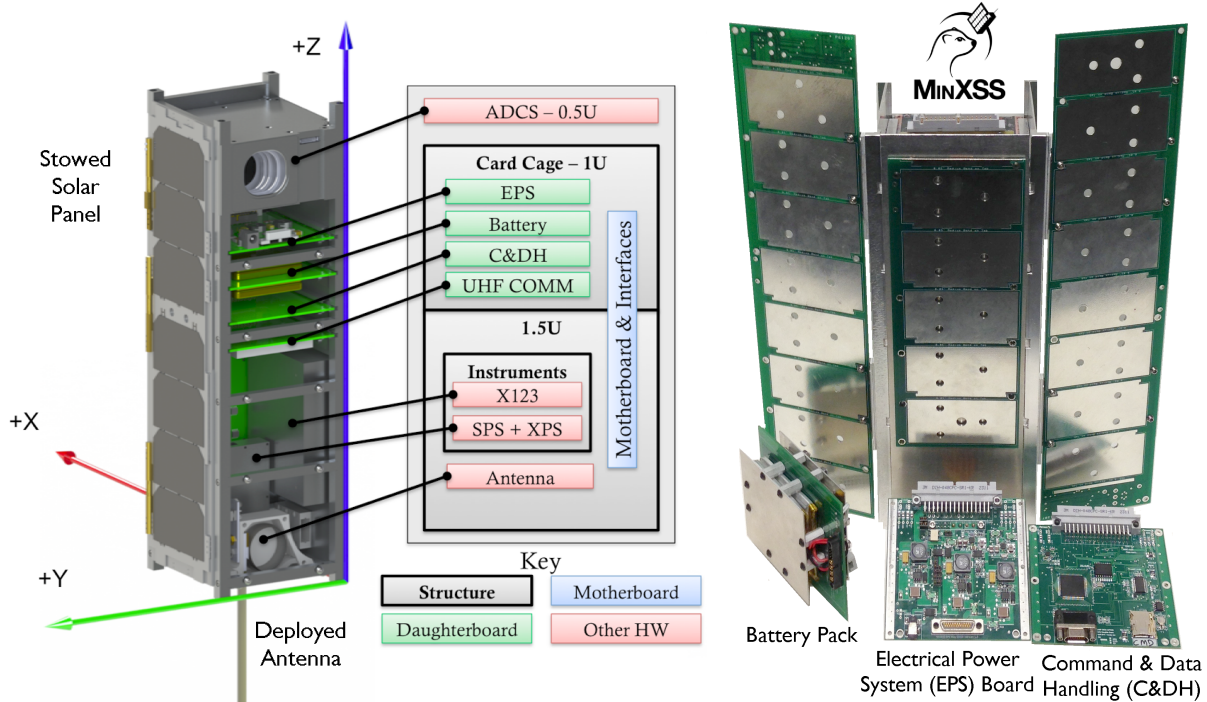 +Z
Stowed
Solar
Panel
+X
+Y
Deployed
Antenna
ADCS – 0.5U
Card Cage – 1U
EPS
Battery
C&DH
UHF COMM
1.5U
Instruments
X123
SPS + XPS
Antenna
Motherboard & Interfaces
Key
Structure
Motherboard
Daughterboard
Other HW
MinXSS
Battery Pack
Electrical Power
System (EPS) Board
Command & Data
Handling (C&DH)
CMD